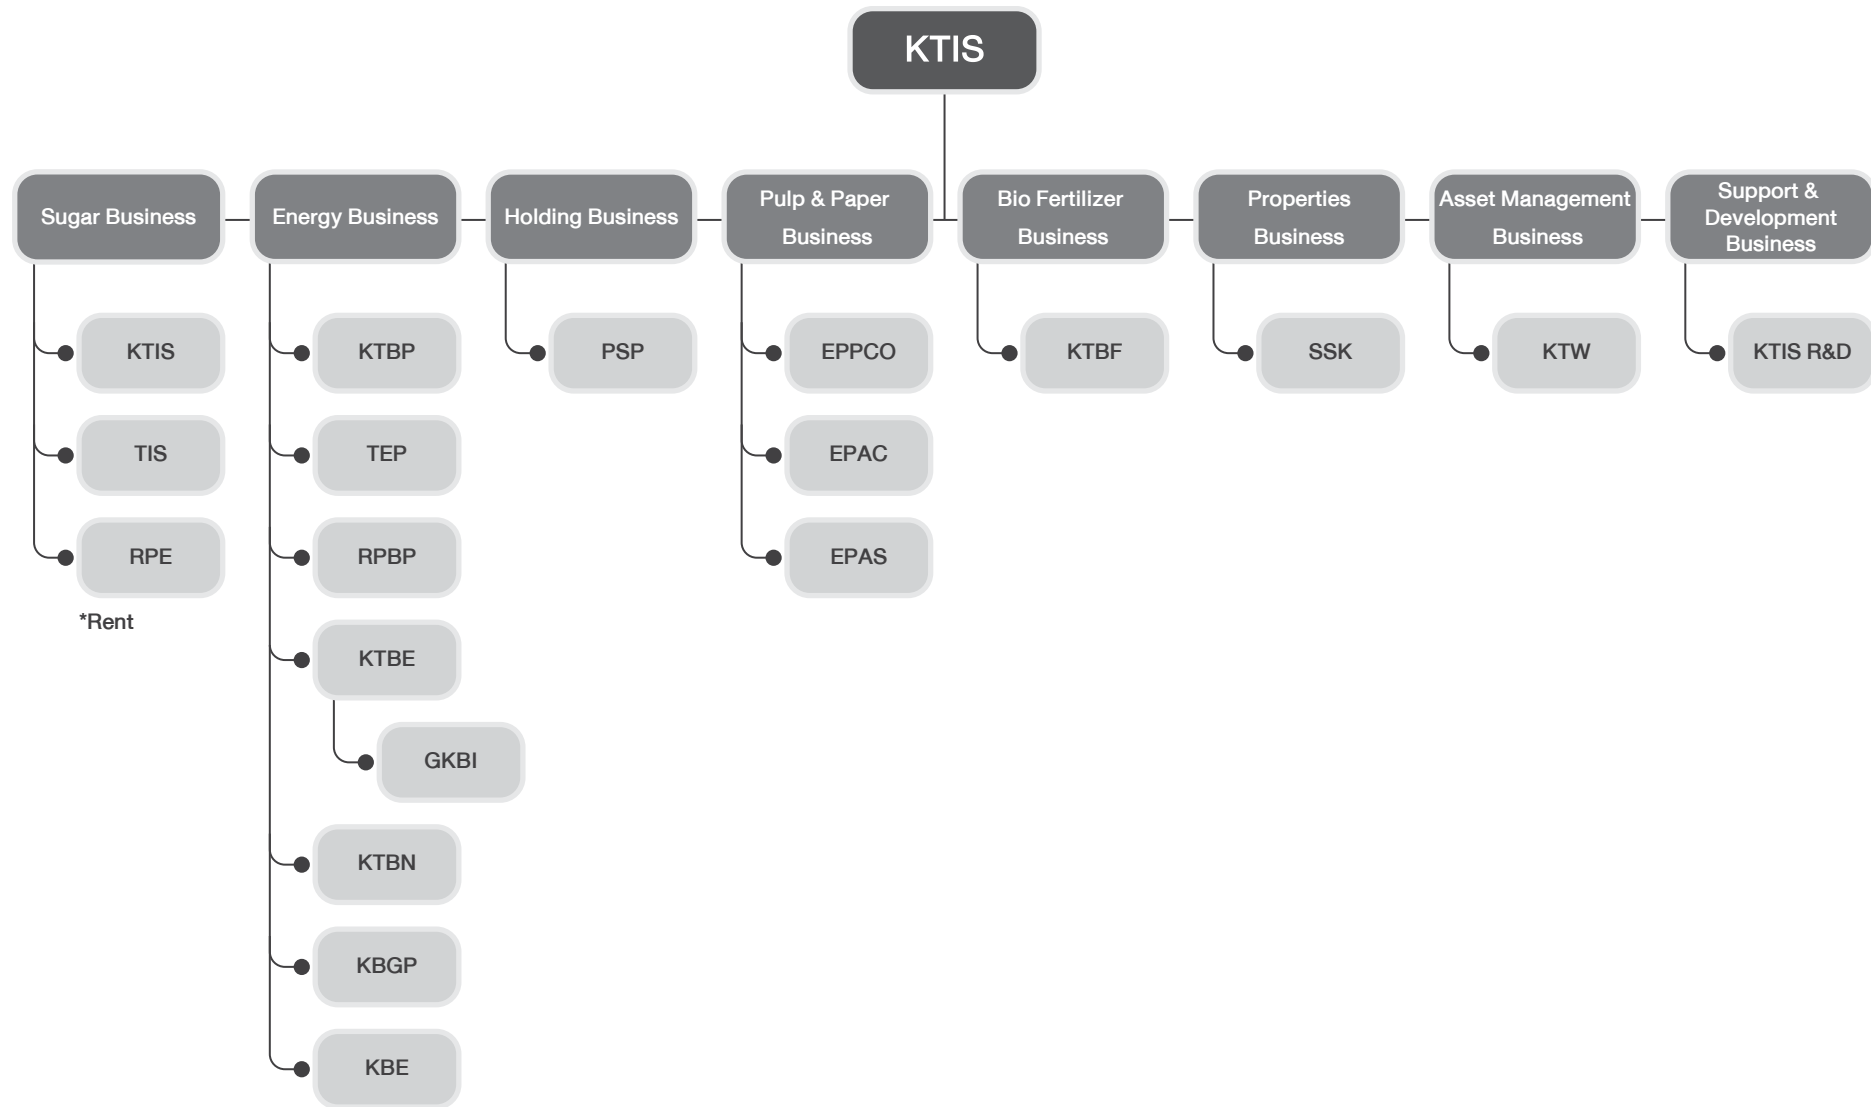 KTIS
Sugar Business
Energy Business
Holding Business
Pulp & Paper
Business
Bio Fertilizer
Business
Properties
Business
Asset Management
Business
Support &
Development
Business
KTIS
TIS
RPE
*Rent
KTBP
TEP
RPBP
KTBE
GKBI
KTBN
KBGP
KBE
PSP
EPPCO
EPAC
EPAS
KTBF
SSK
KTW
KTIS R&D